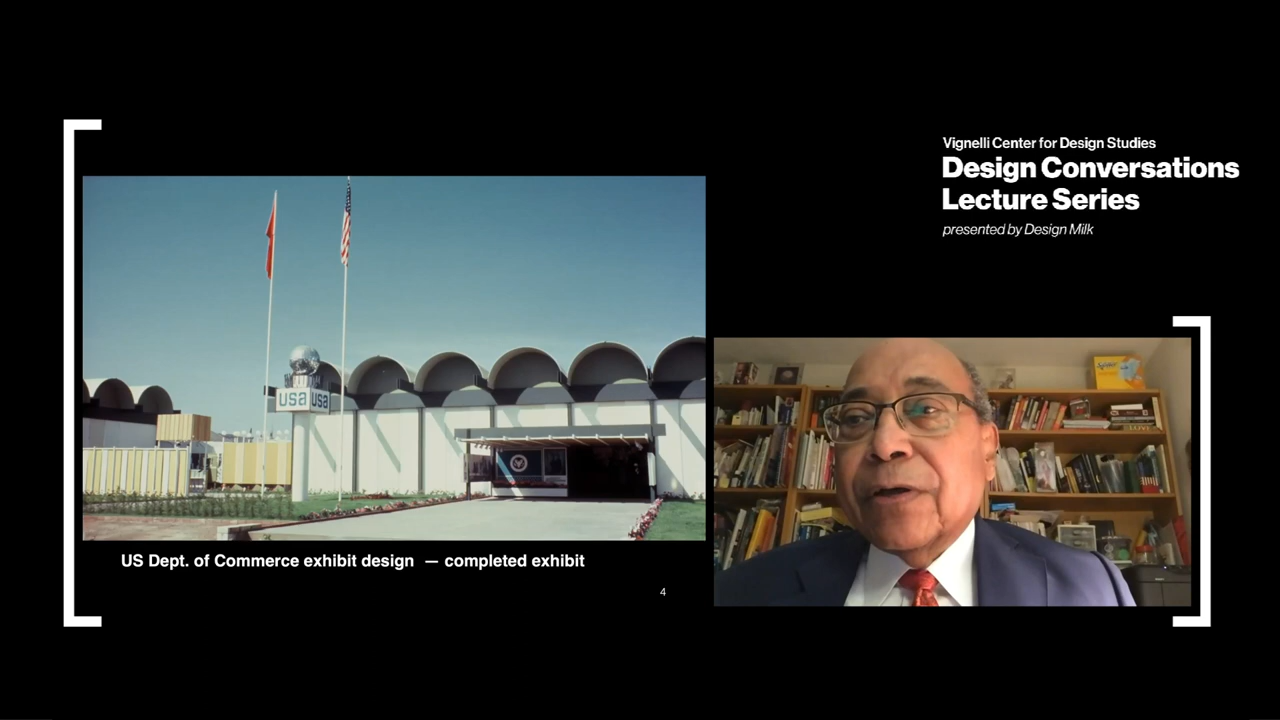 Vignelli Center for Design Studies
Design Conversations
Lecture Series
presented by Design Milk
usa usa
US Dept. of Commerce exhibit design — completed exhibit
4